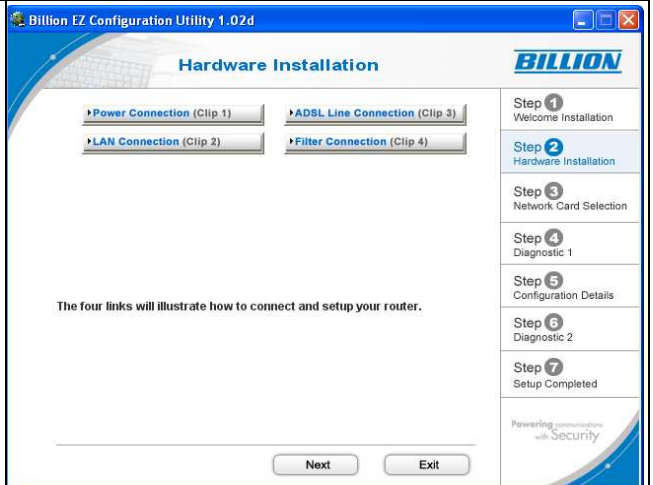 Billion EZ Configuration Utility 1.02d
Hardware Installation
BILLION
Power Connection (Clip 1)
ADSL Line Connection (Clip 3)
LAN Connection (Clip 2)
Filter Connection (Clip 4)
The four links will illustrate how to connect and setup your router.
Next
Exit
Step 1
Welcome Installation
Step 2
Hardware Installation
Step 3
Network Card Selection
Step 4
Diagnostic 1
Step 5
Configuration Details
Step 6
Diagnostic 2
Step 7
Setup Completed
Powering communications
with Security